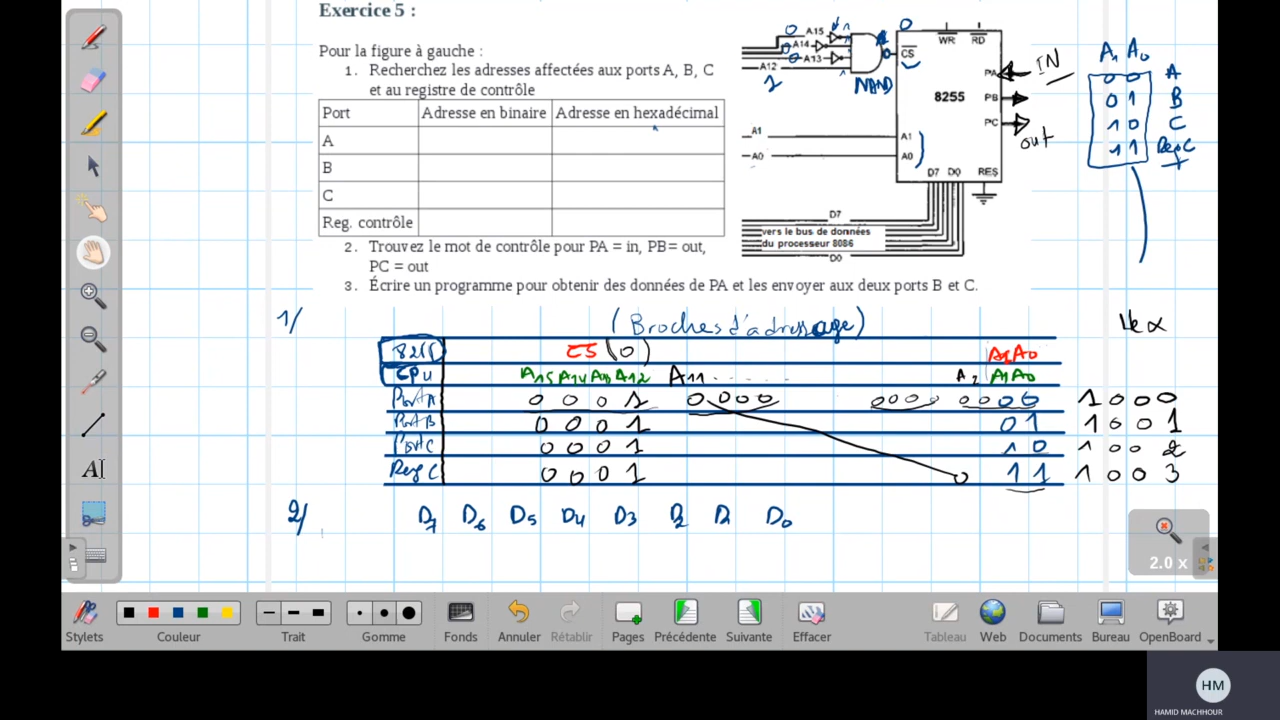 Exercice 5 :
Pour la figure à gauche :
1. Recherchez les adresses affectées aux ports A, B, C
et au registre de contrôle
Port Adresse en binaire Adresse en hexadécimal
A
B
C
Reg. contrôle
2. Trouvez le mot de contrôle pour PA = in, PB= out,
PC = out
3. Écrire un programme pour obtenir des données de PA et les envoyer aux deux ports B et C.
0 A15
0 A14
0 A13
A12
1
NAND
0
CS
WR RD
PA
8255 PB
PC
IN
out
A1 A1
A0 A0
D7 D0 RES
D7
vers le bus de données
du processeur 8086
D0
A1 A0
0 0 A
0 1 B
1 0 C
1 1 Reg C
1/ (Broches d'adressage) Hex
8255 CS (0) A1 A0
CPU A15 A14 A13 A12 A11 ....... A2 A1 A0
Port A 0 0 0 1 0 0 0 0 0 0 0 0 0 0 0 1 0 0 0
Port B 0 0 0 1 0 1 1 0 0 1
Port C 0 0 0 1 1 0 1 0 0 2
Reg C 0 0 0 1 0 1 1 1 0 0 3
2/ D7 D6 D5 D4 D3 D2 D1 D0
2.0 x
Stylets Couleur Trait Gomme Fonds Annuler Rétablir Pages Précédente Suivante Effacer Tableau Web Documents Bureau OpenBoard
HM
HAMID MACHHOUR